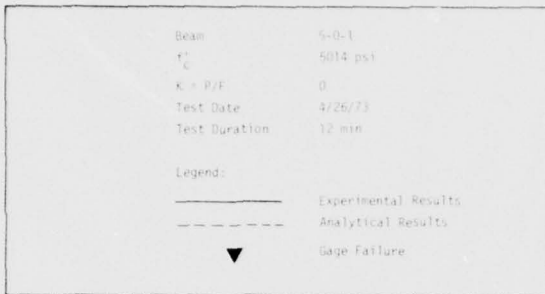 Beam 5-0-1
f'c 5014 psi
K = P/F 0
Test Date 4/26/73
Test Duration 12 min
Legend:
Experimental Results
Analytical Results
Gage Failure